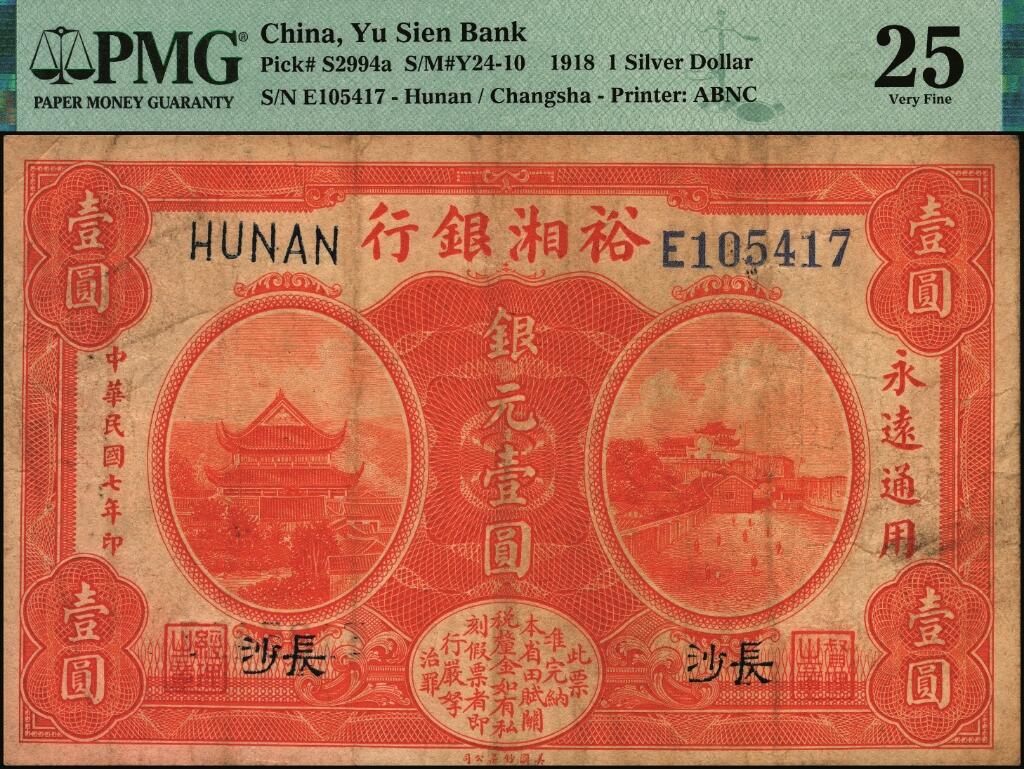 PMG®
PAPER MONEY GUARANTY
China, Yu Sien Bank
Pick# S2994a S/M#Y24-10 1918 1 Silver Dollar
S/N E105417 - Hunan / Changsha - Printer: ABNC
25
Very Fine
壹圓
壹圓
HUNAN
行銀湘裕
E105417
銀元壹圓
永遠通用
中華民國七年印
壹圓
壹圓
沙長
沙長
此票
准完納
本省田賦關
税釐金如有私
刻假票者即
行嚴拏
治罪